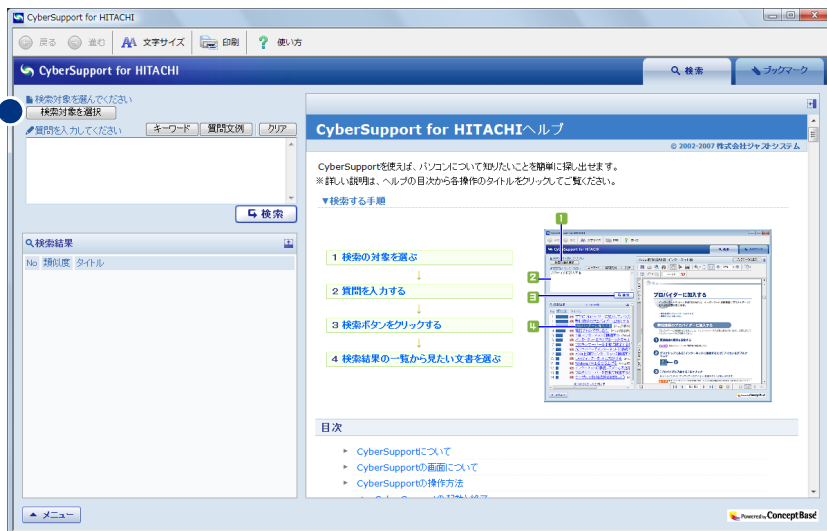 CyberSupport for HITACHI
戻る 進む 文字サイズ 印刷 使い方
CyberSupport for HITACHI
検索 ブックマーク
検索対象を選んでください
検索対象を選択
質問を入力してください キーワード 質問文例 クリア
検索
検索結果
No 類似度 タイトル
CyberSupport for HITACHIヘルプ
© 2002-2007 株式会社ジャストシステム
CyberSupportを使えば、パソコンについて知りたいことを簡単に探し出せます。
※詳しい説明は、ヘルプの目次から各操作のタイトルをクリックしてご覧ください。
▼検索する手順
1 検索の対象を選ぶ
↓
2 質問を入力する
↓
3 検索ボタンをクリックする
↓
4 検索結果の一覧から見たい文書を選ぶ
1
2
3
4
プロバイダーに加入する
目次
CyberSupportについて
CyberSupportの画面について
CyberSupportの操作方法
メニュー
Powered by ConceptBase